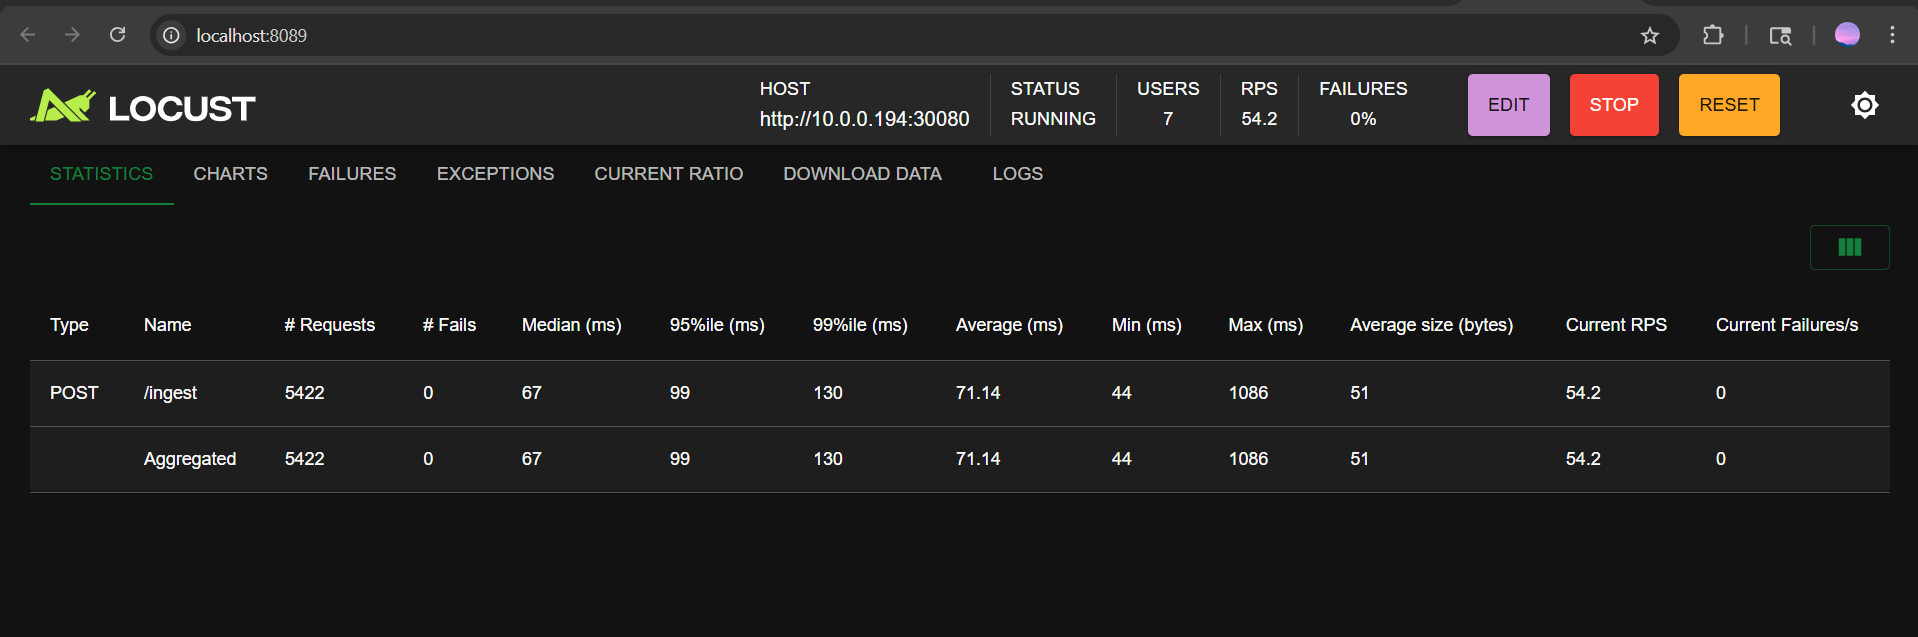 localhost:8089
LOCUST
HOST STATUS USERS RPS FAILURES
http://10.0.0.194:30080 RUNNING 7 54.2 0%
EDIT STOP RESET
STATISTICS CHARTS FAILURES EXCEPTIONS CURRENT RATIO DOWNLOAD DATA LOGS
Type Name # Requests # Fails Median (ms) 95%ile (ms) 99%ile (ms) Average (ms) Min (ms) Max (ms) Average size (bytes) Current RPS Current Failures/s
POST /ingest 5422 0 67 99 130 71.14 44 1086 51 54.2 0
Aggregated 5422 0 67 99 130 71.14 44 1086 51 54.2 0